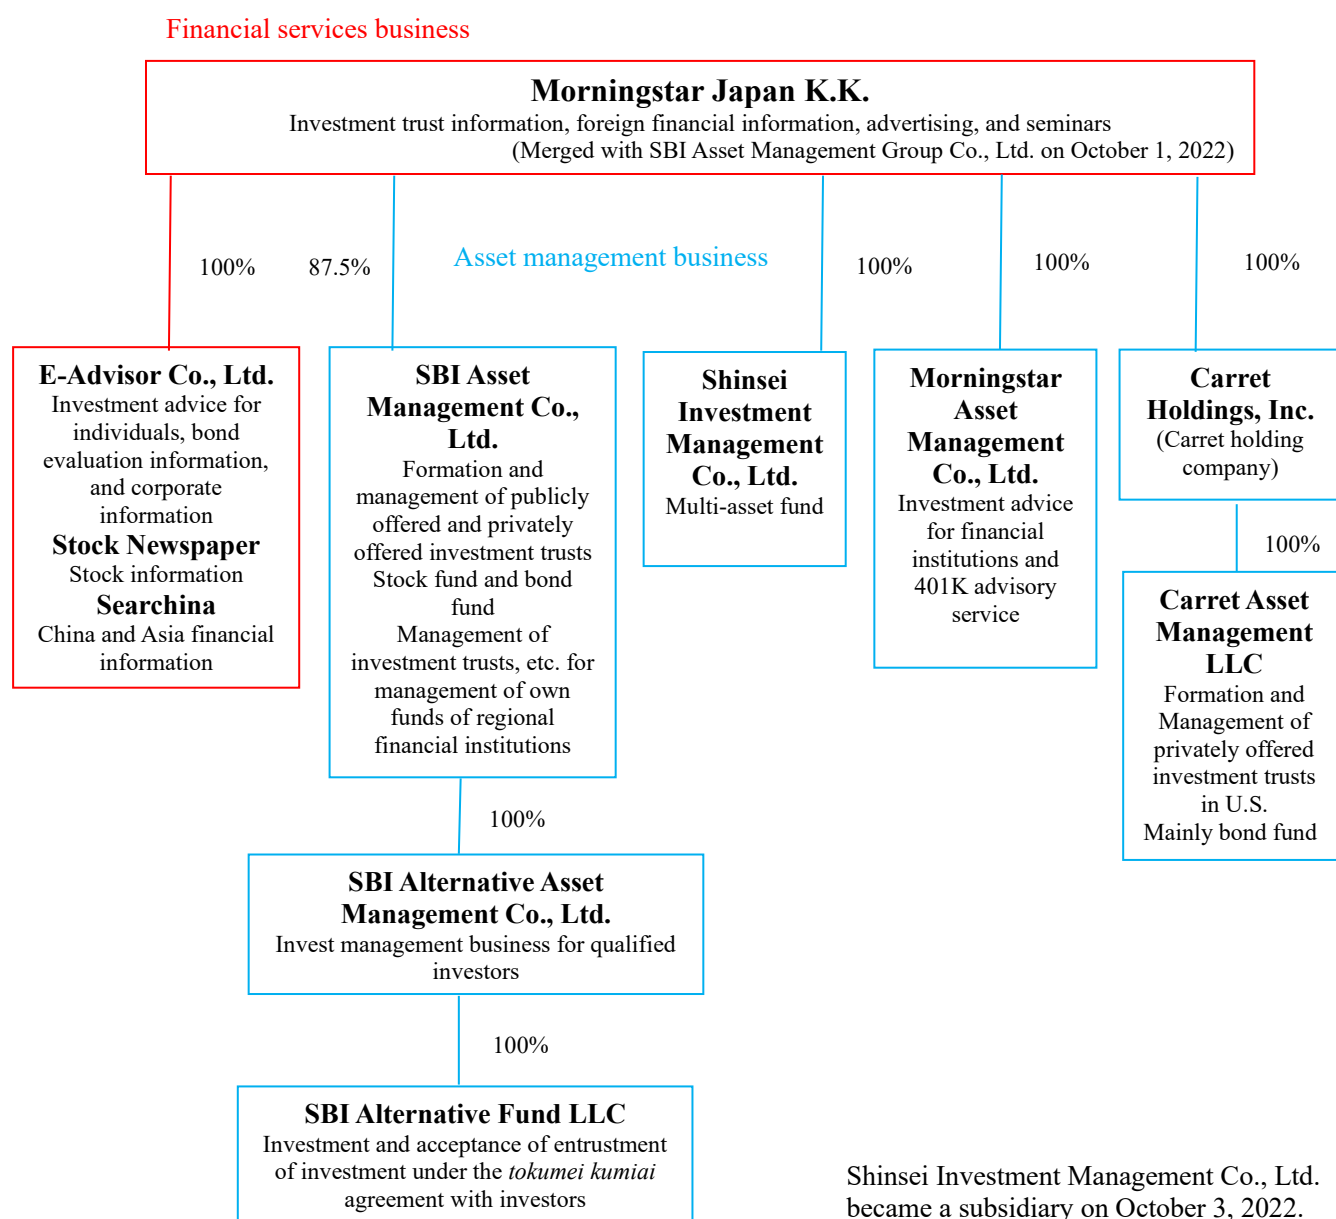 Financial services business
Morningstar Japan K.K.
Investment trust information, foreign financial information, advertising, and seminars
(Merged with SBI Asset Management Group Co., Ltd. on October 1, 2022)
100%
87.5%
Asset management business
100%
100%
100%
E-Advisor Co., Ltd.
Investment advice for
individuals, bond
evaluation information,
and corporate
information
Stock Newspaper
Stock information
Searchina
China and Asia financial
information
SBI Asset
Management Co.,
Ltd.
Formation and
management of publicly
offered and privately
offered investment trusts
Stock fund and bond
fund
Management of
investment trusts, etc. for
management of own
funds of regional
financial institutions
Shinsei
Investment
Management
Co., Ltd.
Multi-asset fund
Morningstar
Asset
Management
Co., Ltd.
Investment advice
for financial
institutions and
401K advisory
service
Carret
Holdings, Inc.
(Carret holding
company)
100%
Carret Asset
Management
LLC
Formation and
Management of
privately offered
investment trusts
in U.S.
Mainly bond fund
100%
SBI Alternative Asset
Management Co., Ltd.
Invest management business for qualified
investors
100%
SBI Alternative Fund LLC
Investment and acceptance of entrustment
of investment under the tokumei kumiai
agreement with investors
Shinsei Investment Management Co., Ltd.
became a subsidiary on October 3, 2022.